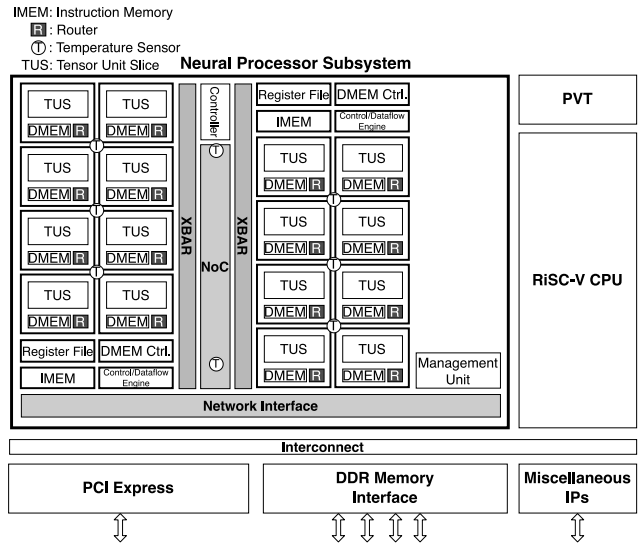 IMEM: Instruction Memory
R : Router
T : Temperature Sensor
TUS: Tensor Unit Slice
Neural Processor Subsystem
TUS TUS
DMEM R DMEM R
T
TUS TUS
DMEM R DMEM R
T
TUS TUS
DMEM R DMEM R
T
TUS TUS
DMEM R DMEM R
Register File DMEM Ctrl.
IMEM Control/Dataflow
Engine
XBAR
Controller
T
NoC
T
XBAR
Register File DMEM Ctrl.
IMEM Control/Dataflow
Engine
TUS TUS
DMEM R DMEM R
T
TUS TUS
DMEM R DMEM R
T
TUS TUS
DMEM R DMEM R
T
TUS TUS
DMEM R DMEM R
Management
Unit
Network Interface
PVT
RiSC-V CPU
Interconnect
PCI Express
DDR Memory
Interface
Miscellaneous
IPs